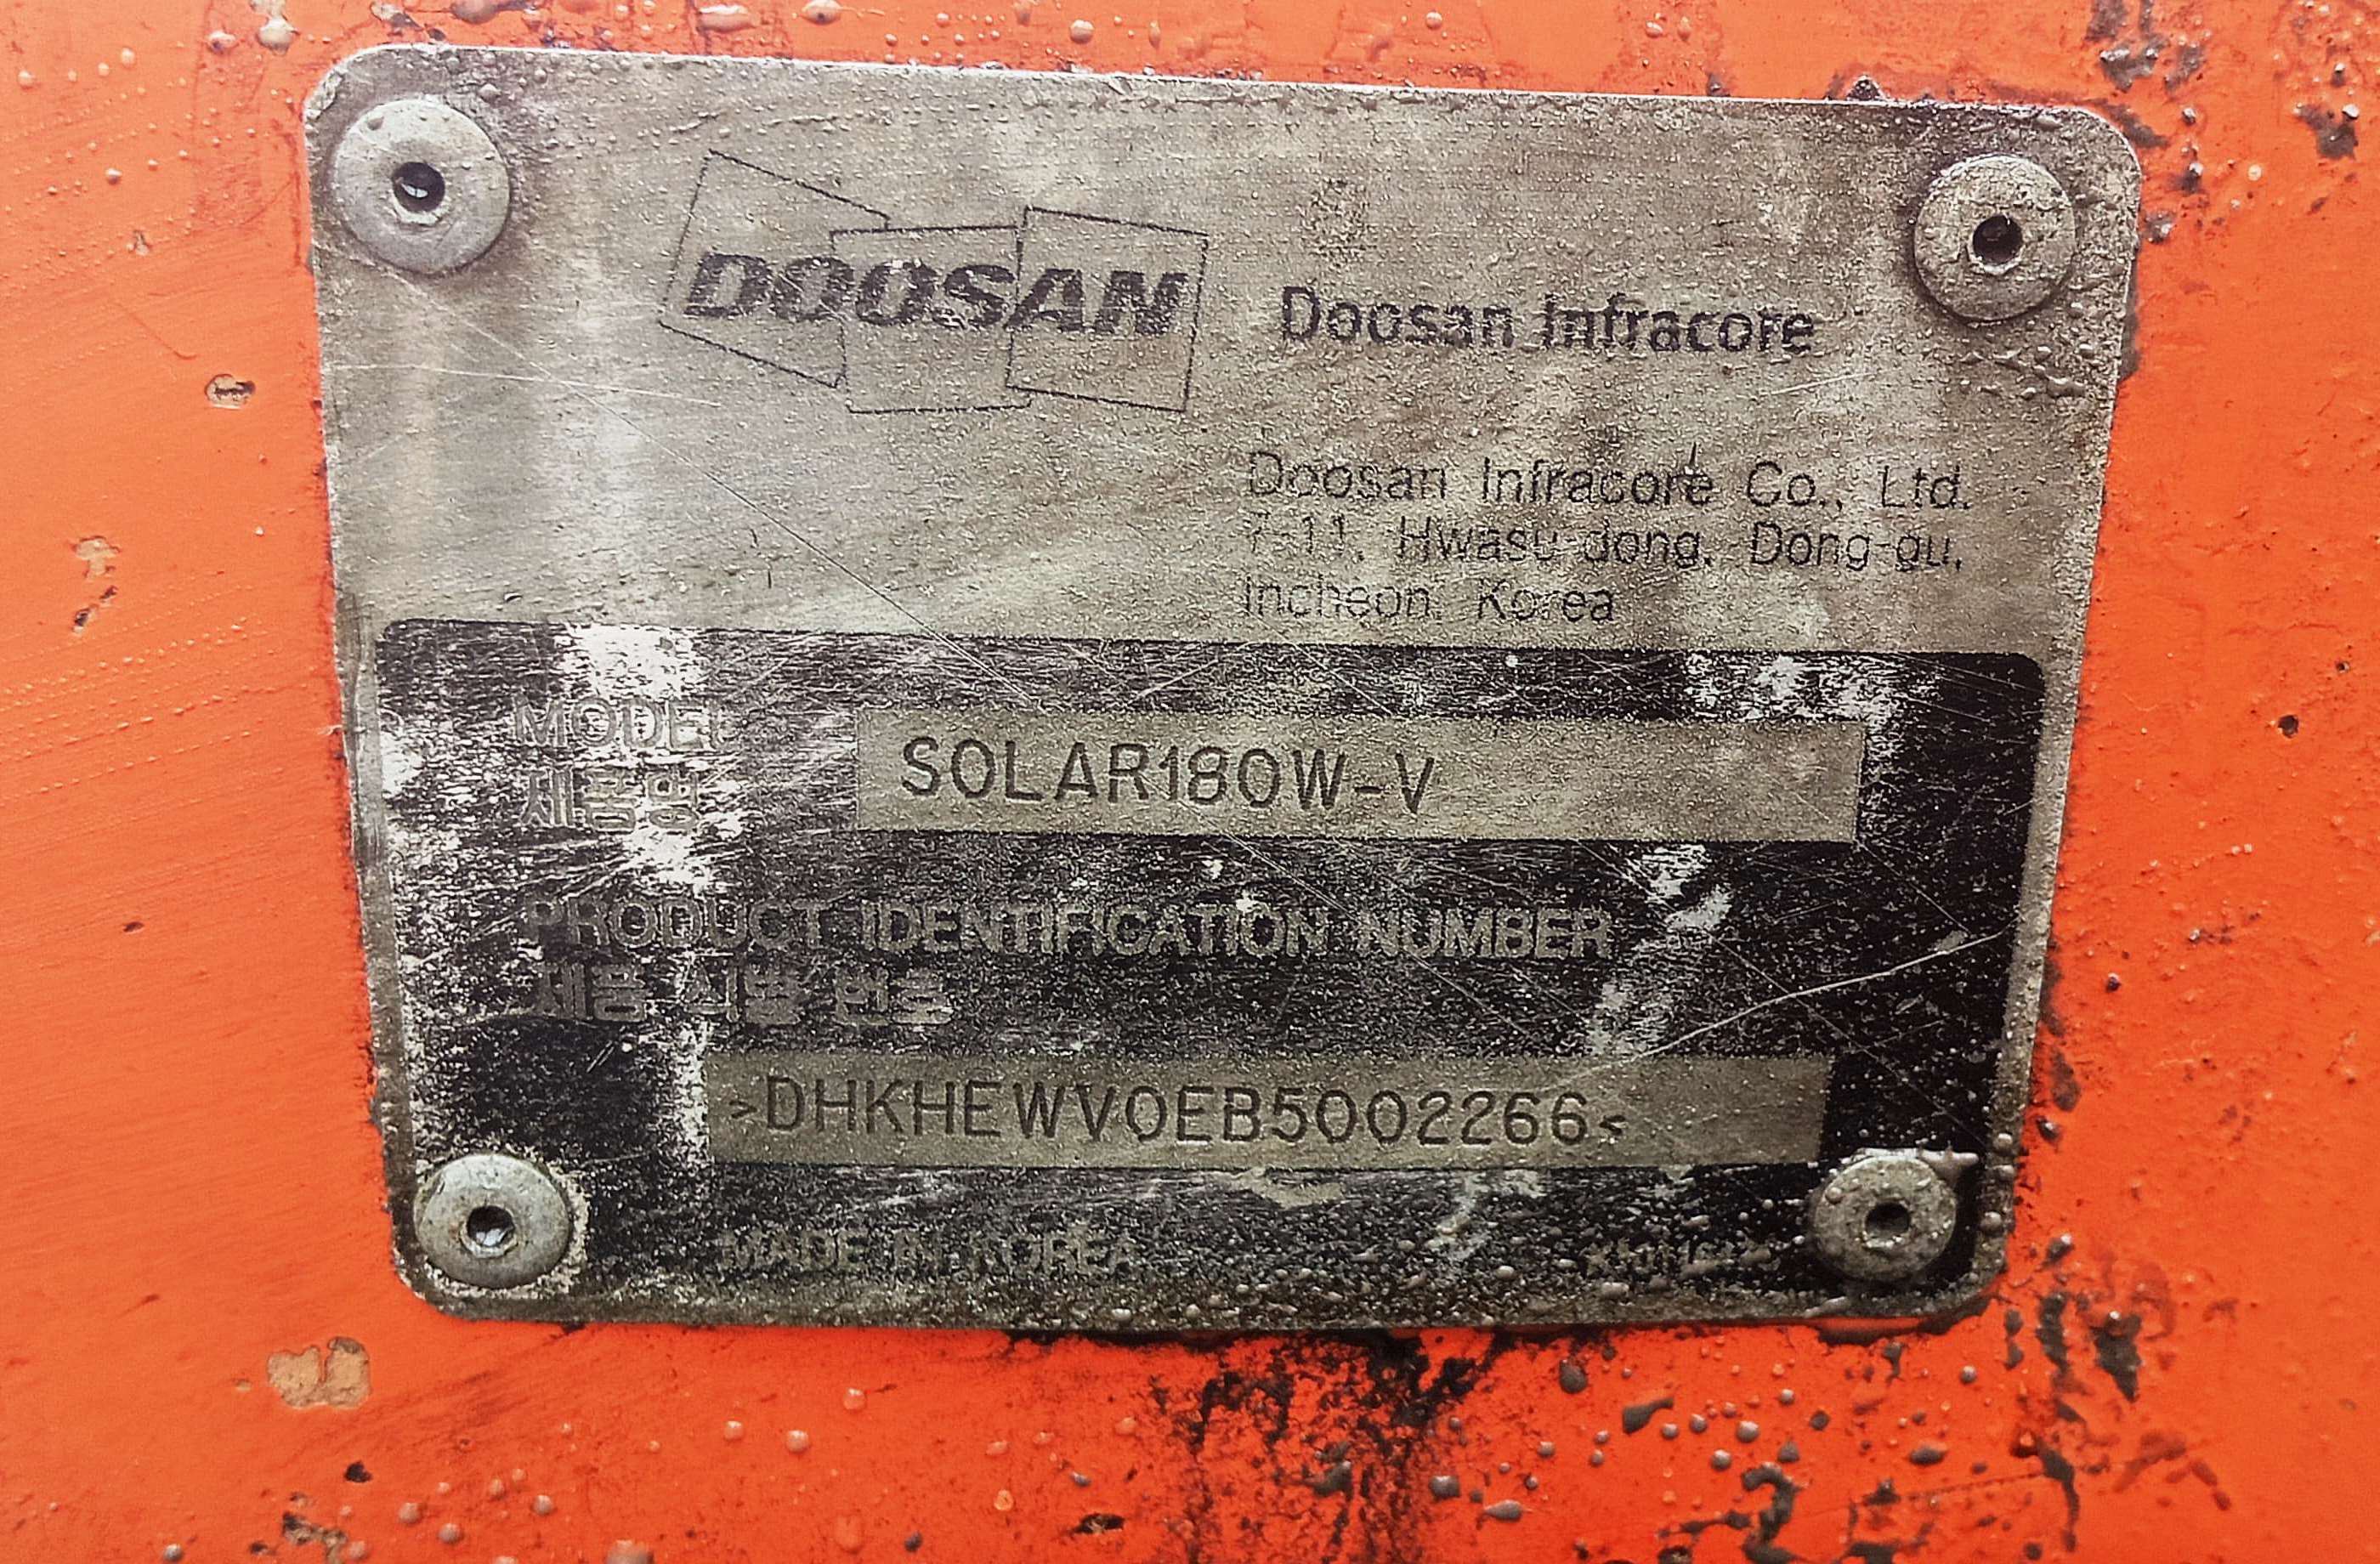 DOOSAN Doosan Infracore
Doosan Infracore Co., Ltd.
7-11, Hwasu-dong, Dong-gu,
Incheon, Korea
MODEL SOLAR180W-V
제품명
PRODUCT IDENTIFICATION NUMBER
제품 식별 번호
>DHKHEWV0EB5002266<
MADE IN KOREA